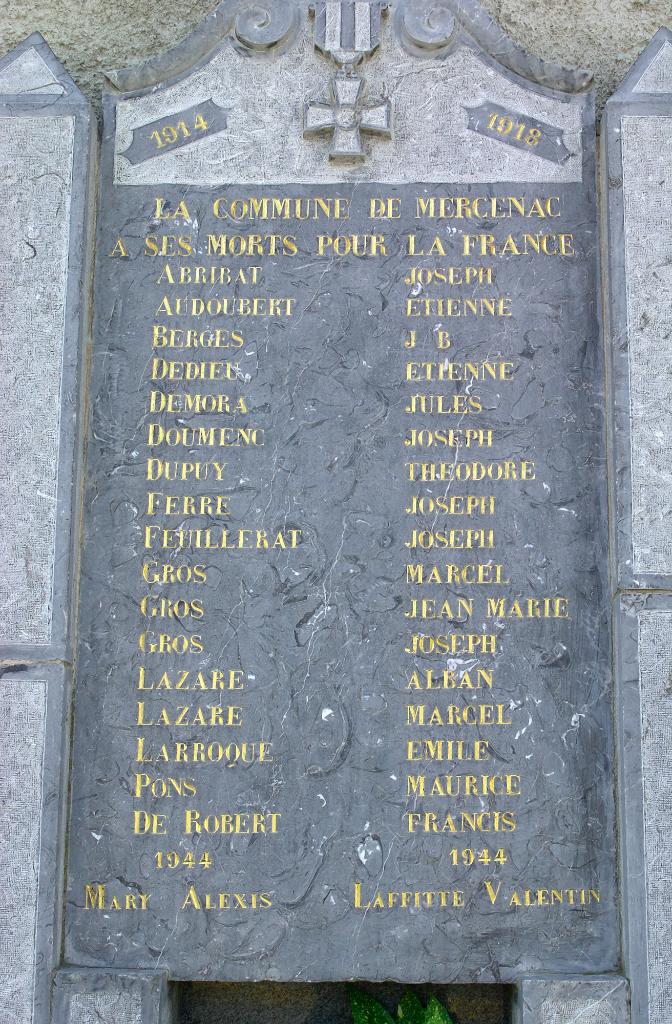 1914 1918
LA COMMUNE DE MERCENAC
A SES MORTS POUR LA FRANCE
ABRIBAT JOSEPH
AUDOUBERT ETIENNE
BERGES J B
DEDIEU ETIENNE
DEMORA JULES
DOUMENC JOSEPH
DUPUY THEODORE
FERRE JOSEPH
FEUILLERAT JOSEPH
GROS MARCEL
GROS JEAN MARIE
GROS JOSEPH
LAZARE ALBAN
LAZARE MARCEL
LARROQUE EMILE
PONS MAURICE
DE ROBERT FRANCIS
1944 1944
MARY ALEXIS LAFFITTE VALENTIN